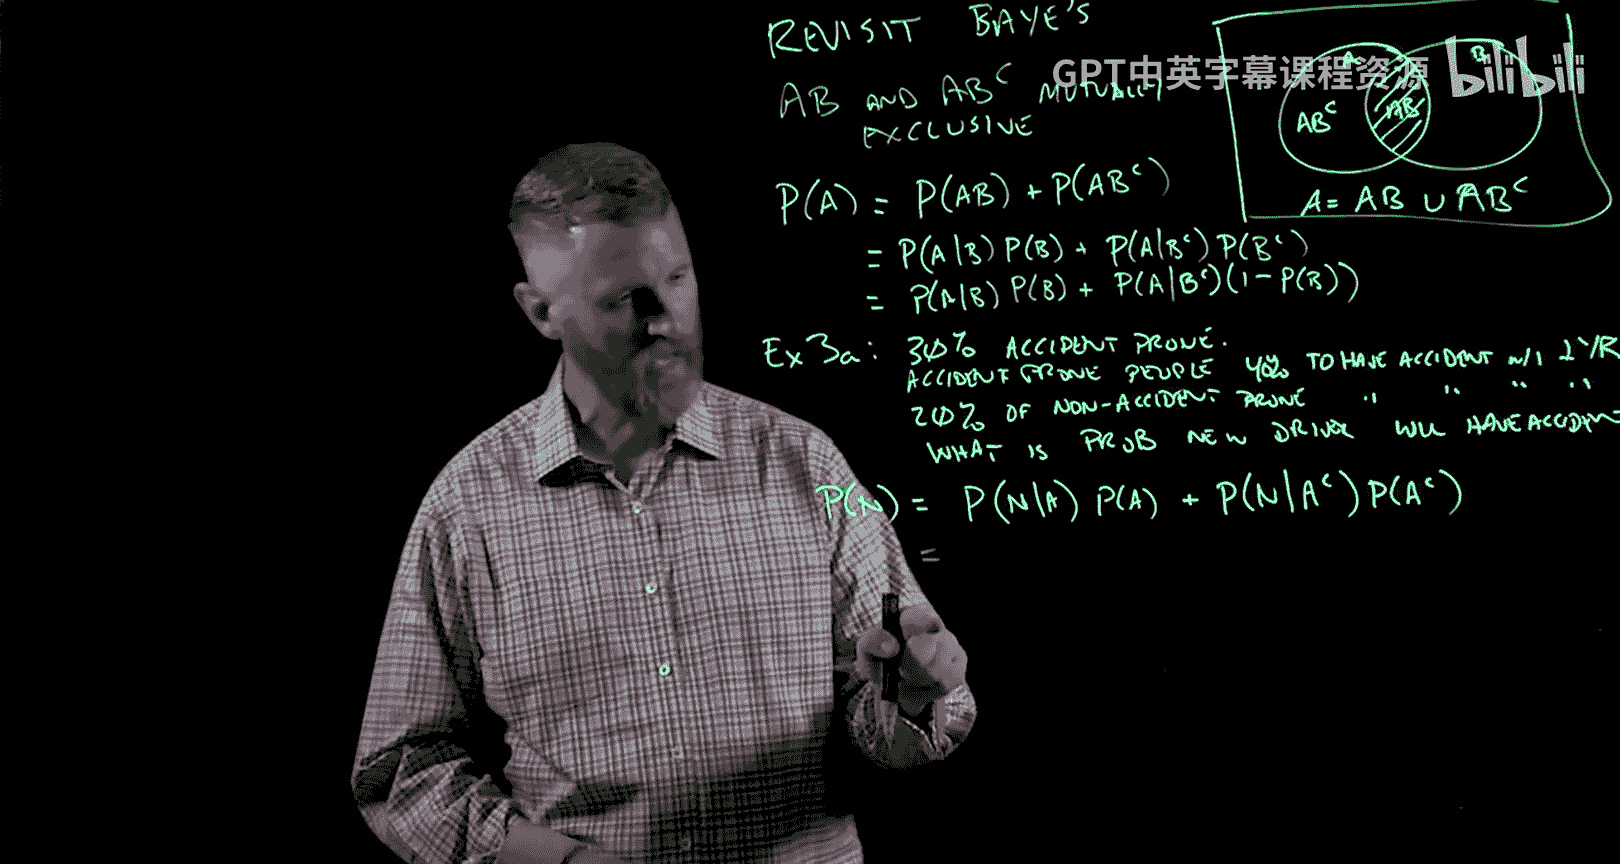 REVISIT BAYE'S
GPT中英字幕课程资源 bilibili
AB AND AB^c MUTUALLY
EXCLUSIVE
A B
AB^c AB
A = AB ∪ AB^c
P(A) = P(AB) + P(AB^c)
= P(A|B) P(B) + P(A|B^c) P(B^c)
= P(A|B) P(B) + P(A|B^c)(1 - P(B))
Ex 3a: 30% ACCIDENT PRONE.
ACCIDENT PRONE PEOPLE 40% TO HAVE ACCIDENT w/i 1 YR
20% OF NON-ACCIDENT PRONE " " " "
WHAT IS PROB NEW DRIVER WILL HAVE ACCIDENT
P(N) = P(N|A) P(A) + P(N|A^c) P(A^c)
=